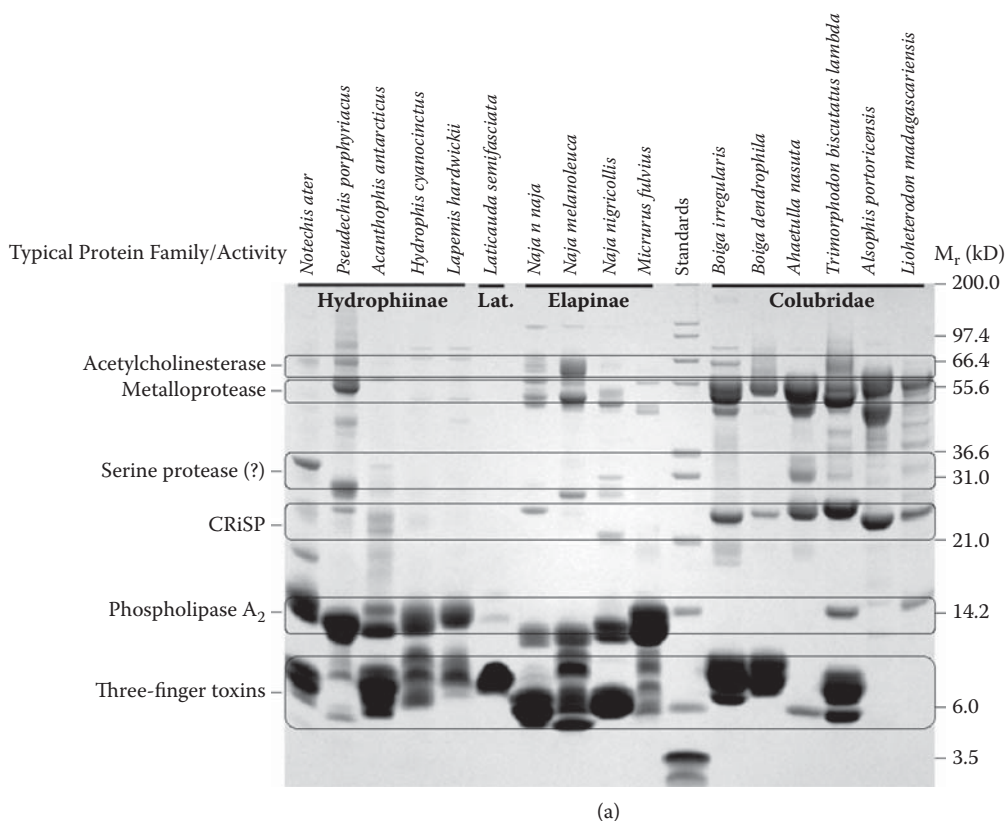 Typical Protein Family/Activity
Notechis ater
Pseudechis porphyriacus
Acanthophis antarcticus
Hydrophis cyanocinctus
Lapemis hardwickii
Laticauda semifasciata
Naja n naja
Naja melanoleuca
Naja nigricollis
Micrurus fulvius
Standards
Boiga irregularis
Boiga dendrophila
Ahaetulla nasuta
Trimorphodon biscutatus lambda
Alsophis portoricensis
Lioheterodon madagascariensis
Mr (kD)
Hydrophiinae
Lat.
Elapinae
Colubridae
200.0
97.4
Acetylcholinesterase
66.4
Metalloprotease
55.6
36.6
Serine protease (?)
31.0
CRiSP
21.0
Phospholipase A2
14.2
Three-finger toxins
6.0
3.5
(a)